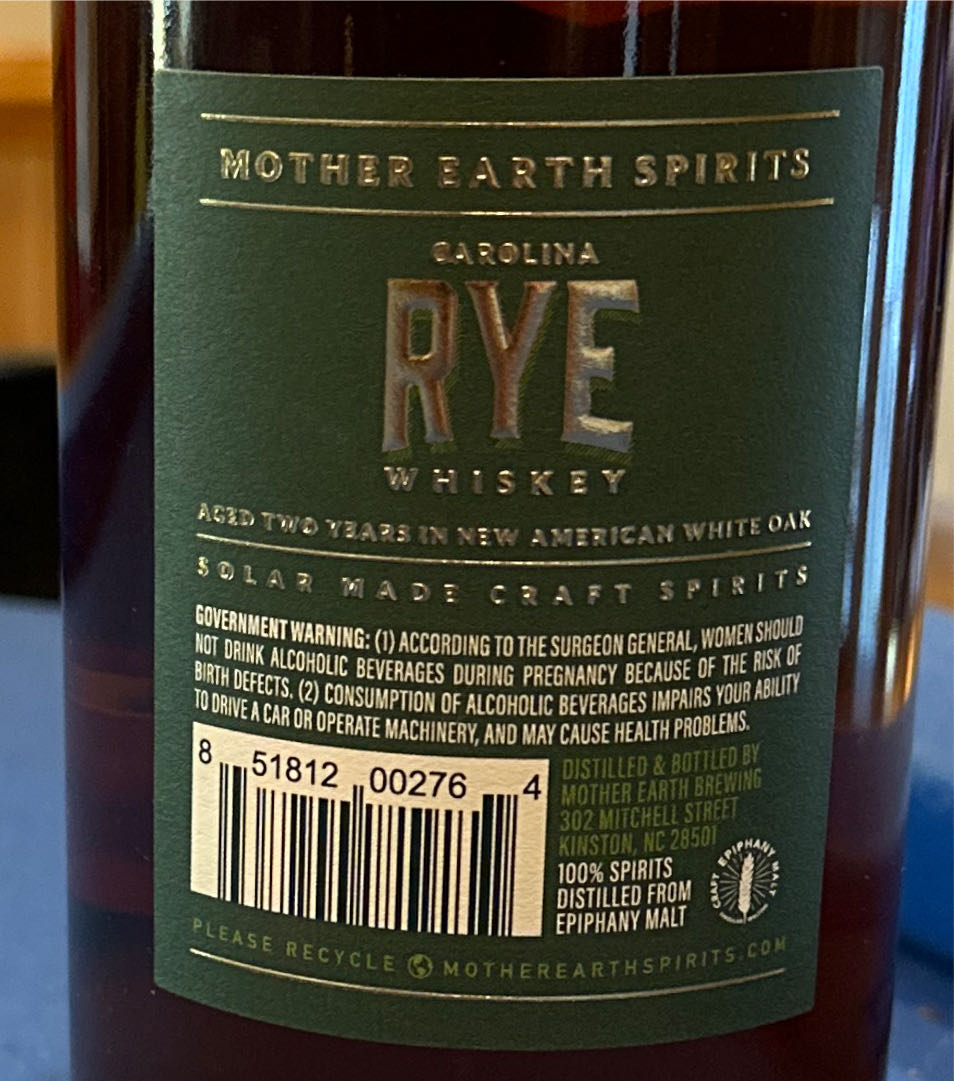 MOTHER EARTH SPIRITS
CAROLINA
RYE
WHISKEY
AGED TWO YEARS IN NEW AMERICAN WHITE OAK
SOLAR MADE CRAFT SPIRITS
GOVERNMENT WARNING: (1) ACCORDING TO THE SURGEON GENERAL, WOMEN SHOULD
NOT DRINK ALCOHOLIC BEVERAGES DURING PREGNANCY BECAUSE OF THE RISK OF
BIRTH DEFECTS. (2) CONSUMPTION OF ALCOHOLIC BEVERAGES IMPAIRS YOUR ABILITY
TO DRIVE A CAR OR OPERATE MACHINERY, AND MAY CAUSE HEALTH PROBLEMS.
8 51812 00276 4
DISTILLED & BOTTLED BY
MOTHER EARTH BREWING
302 MITCHELL STREET
KINSTON, NC 28501
100% SPIRITS
DISTILLED FROM
EPIPHANY MALT
CRAFT EPIPHANY MALT
PLEASE RECYCLE MOTHEREARTHSPIRITS.COM